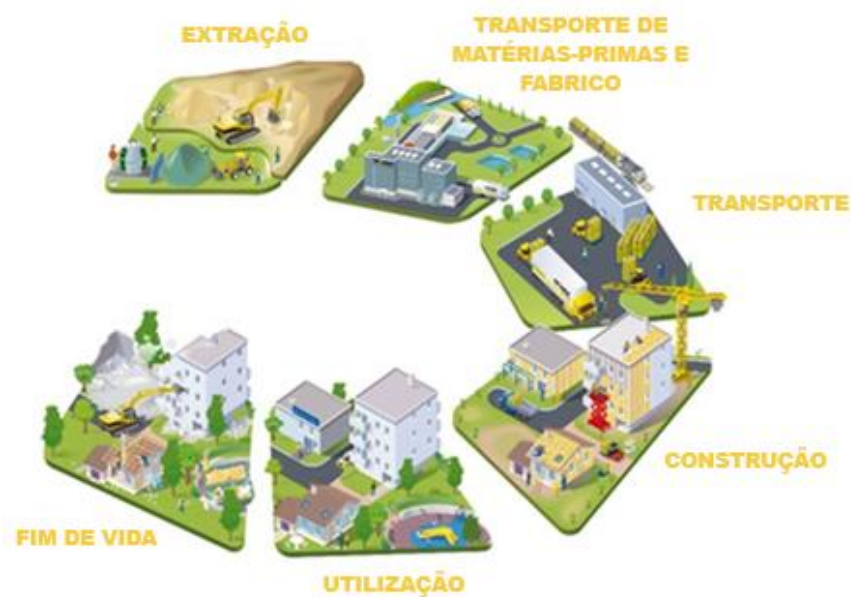 EXTRAÇÃO
TRANSPORTE DE
MATÉRIAS-PRIMAS E
FABRICO
TRANSPORTE
CONSTRUÇÃO
UTILIZAÇÃO
FIM DE VIDA